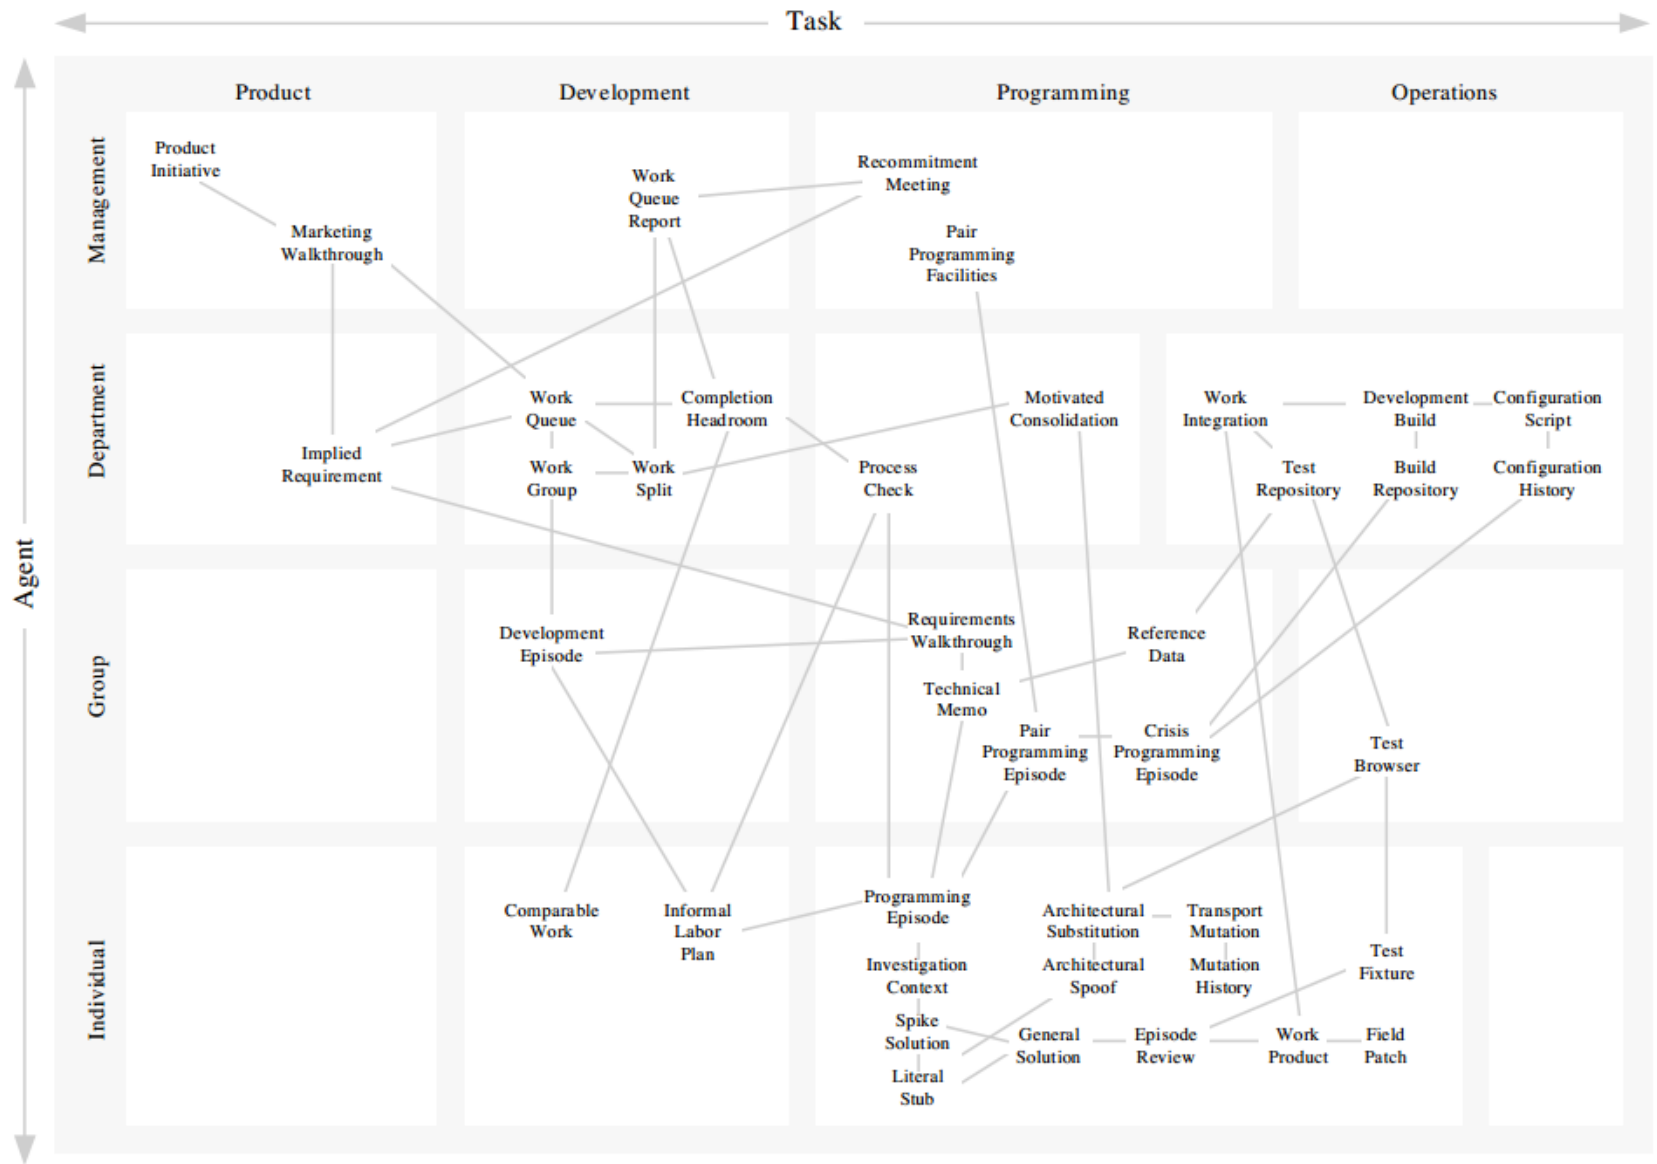 Task
Agent
Product
Development
Programming
Operations
Management
Product
Initiative
Marketing
Walkthrough
Work
Queue
Report
Recommitment
Meeting
Pair
Programming
Facilities
Department
Implied
Requirement
Work
Queue
Completion
Headroom
Work
Group
Work
Split
Motivated
Consolidation
Process
Check
Work
Integration
Development
Build
Configuration
Script
Test
Repository
Build
Repository
Configuration
History
Group
Development
Episode
Requirements
Walkthrough
Reference
Data
Technical
Memo
Pair
Programming
Episode
Crisis
Programming
Episode
Test
Browser
Individual
Comparable
Work
Informal
Labor
Plan
Programming
Episode
Architectural
Substitution
Transport
Mutation
Investigation
Context
Architectural
Spoof
Mutation
History
Test
Fixture
Spike
Solution
General
Solution
Episode
Review
Work
Product
Field
Patch
Literal
Stub